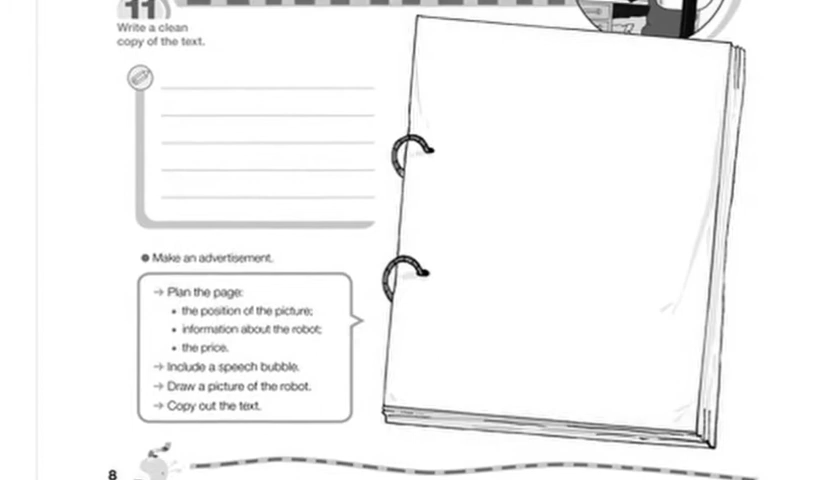 11
Write a clean
copy of the text.
● Make an advertisement.
→ Plan the page:
• the position of the picture;
• information about the robot;
• the price.
→ Include a speech bubble.
→ Draw a picture of the robot.
→ Copy out the text.
8